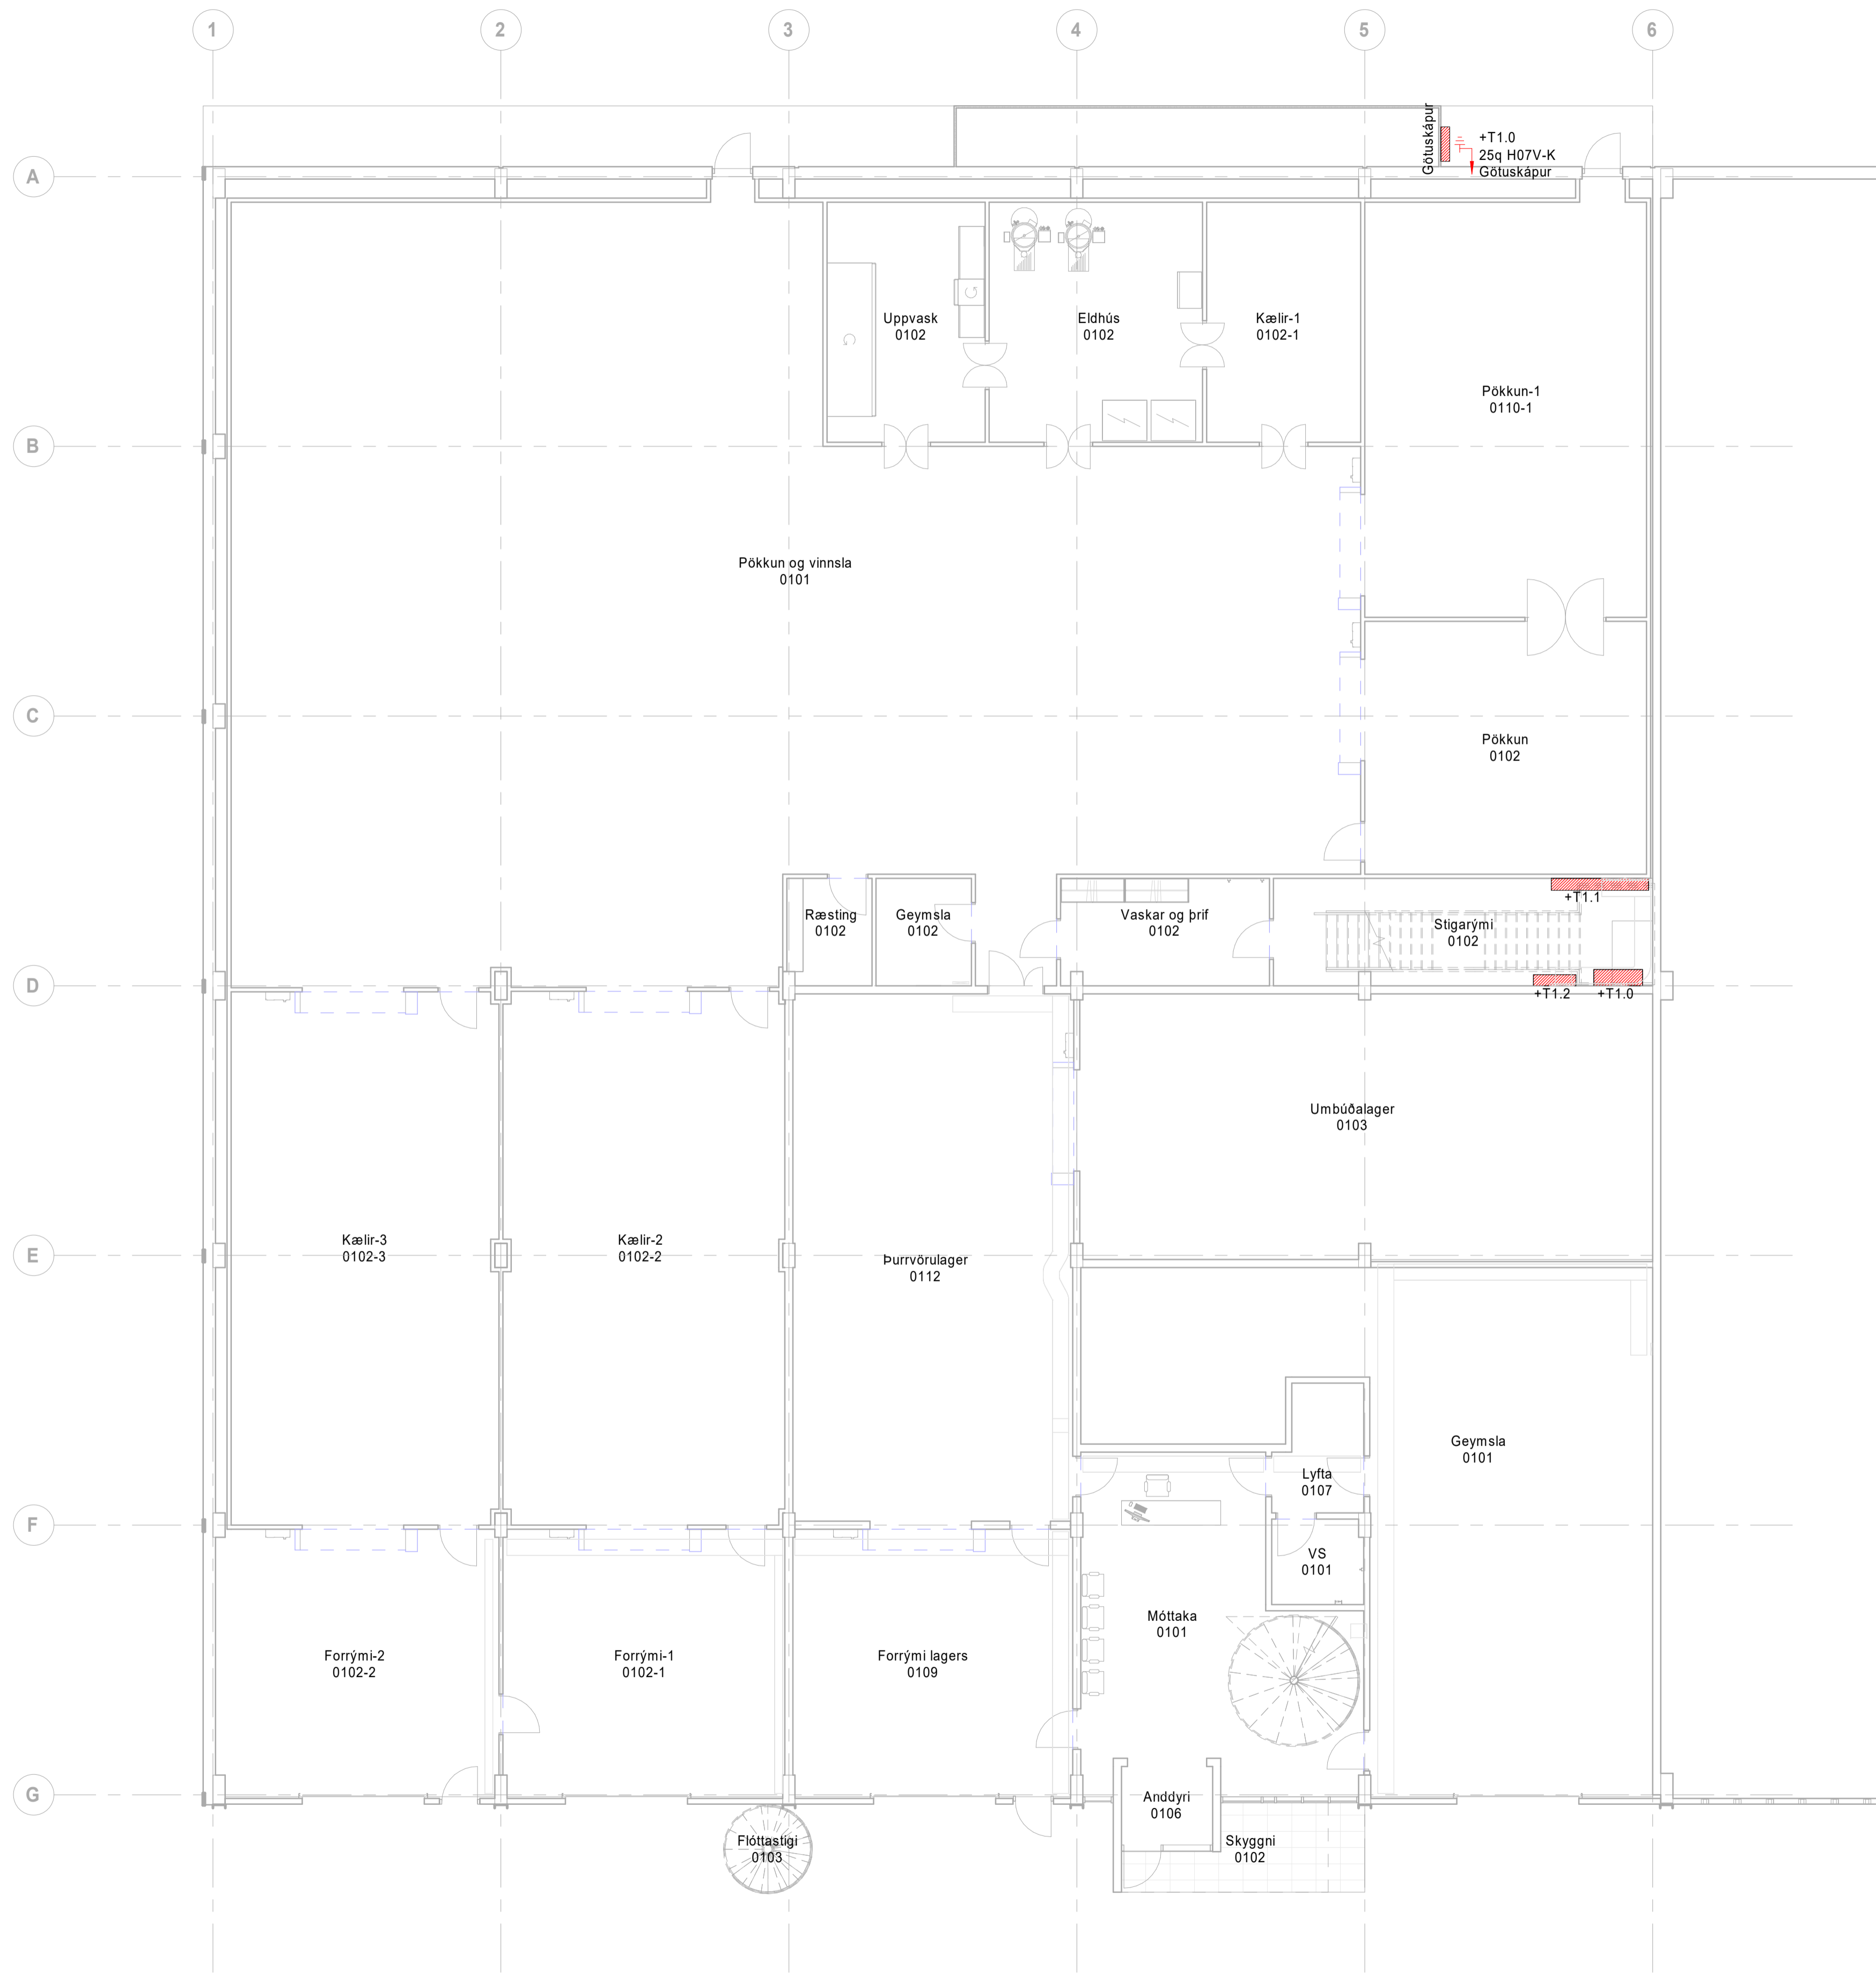 1
2
3
4
5
6
A
B
C
D
E
F
G
Götuskápur
+T1.0
25q H07V-K
Götuskápur
Uppvask
0102
Eldhús
0102
Kælir-1
0102-1
Pökkun-1
0110-1
Pökkun og vinnsla
0101
Pökkun
0102
Ræsting
0102
Geymsla
0102
Vaskar og þrif
0102
Stigarými
0102
+T1.1
+T1.2
+T1.0
Umbúðalager
0103
Kælir-3
0102-3
Kælir-2
0102-2
Þurrvörulager
0112
Geymsla
0101
Lyfta
0107
VS
0101
Móttaka
0101
Forrými-2
0102-2
Forrými-1
0102-1
Forrými lagers
0109
Anddyri
0106
Flóttastigi
0103
Skyggni
0102